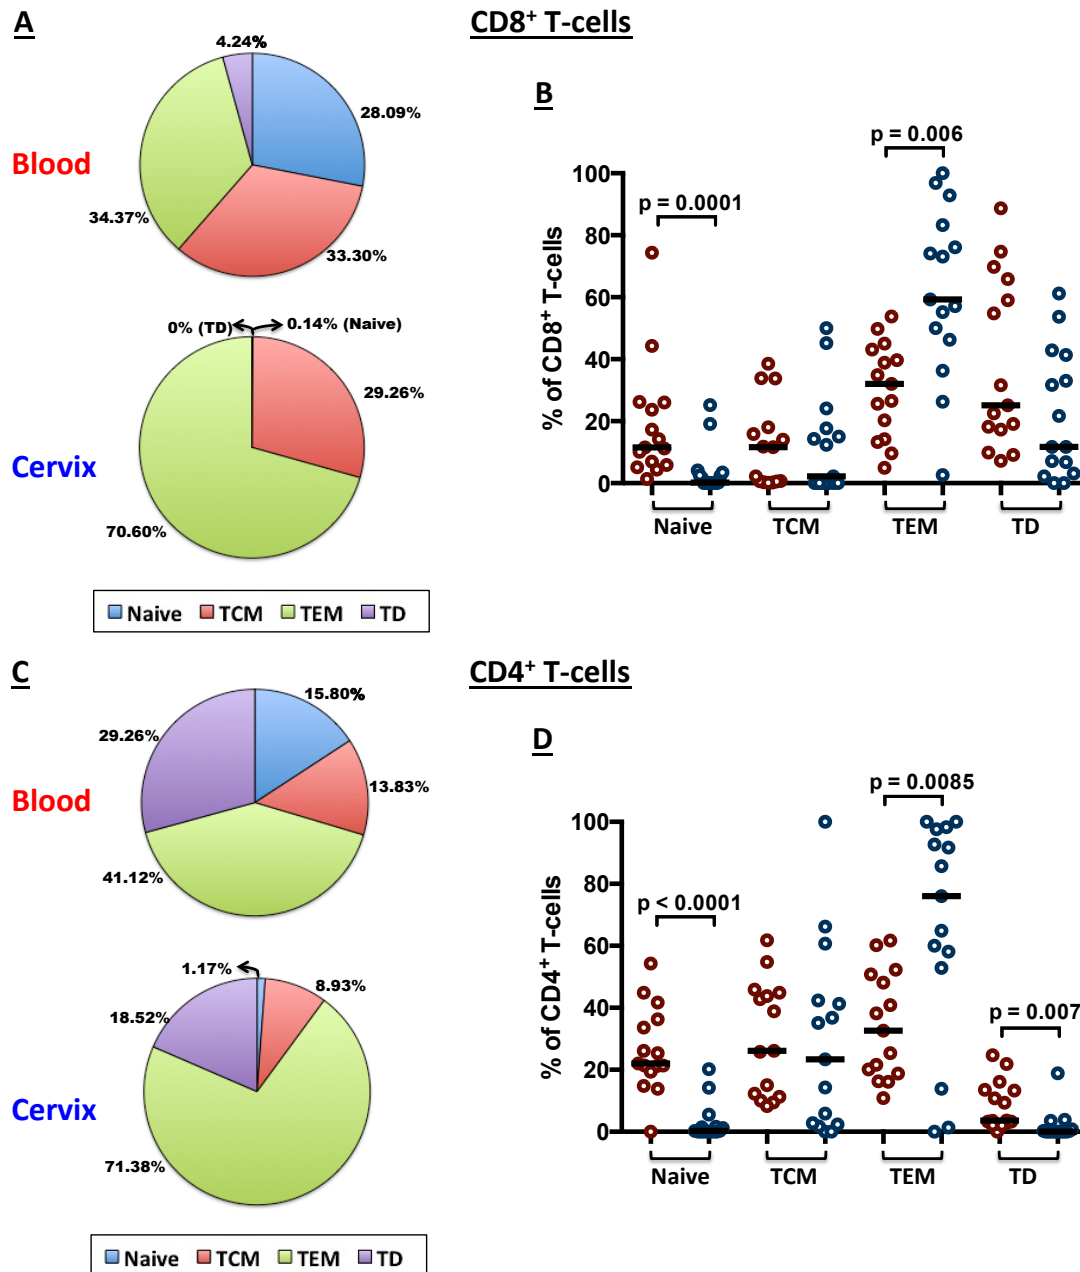 A
CD8⁺ T-cells
4.24%
28.09%
Blood
34.37%
33.30%
0% (TD)
0.14% (Naive)
29.26%
Cervix
70.60%
Naive TCM TEM TD
B
p = 0.006
p = 0.0001
% of CD8⁺ T-cells
100
80
60
40
20
0
Naive TCM TEM TD
C
CD4⁺ T-cells
15.80%
29.26%
13.83%
Blood
41.12%
1.17%
8.93%
18.52%
Cervix
71.38%
Naive TCM TEM TD
D
p = 0.0085
p < 0.0001
p = 0.007
% of CD4⁺ T-cells
100
80
60
40
20
0
Naive TCM TEM TD